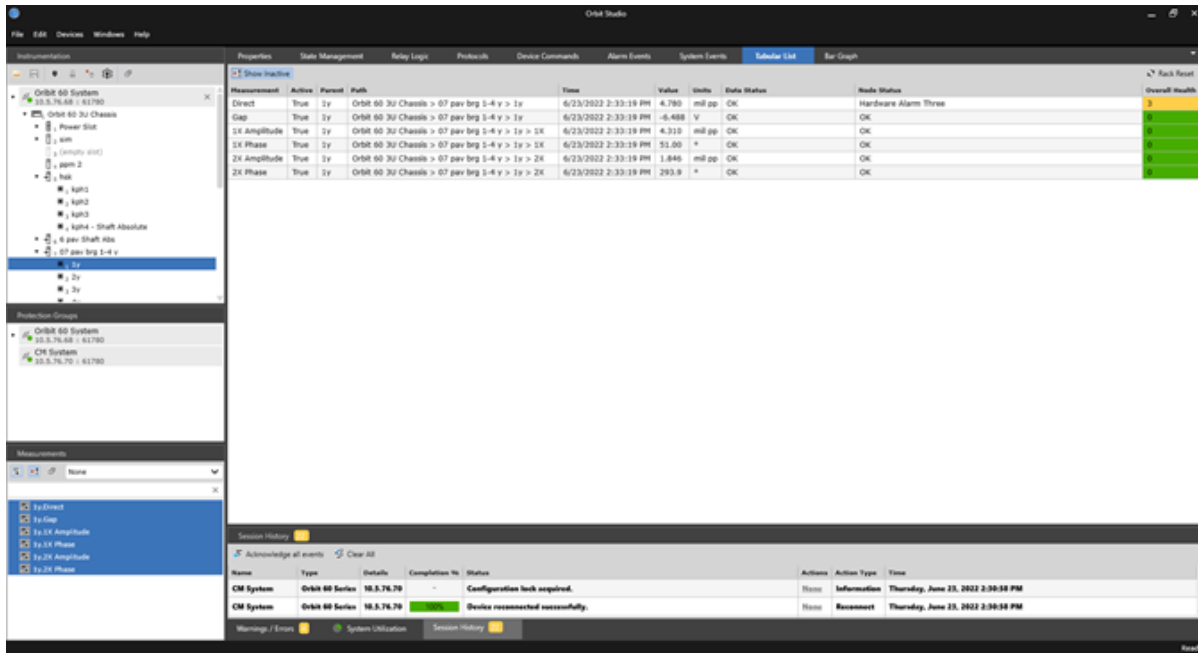 Orbit Studio
File Edit Devices Windows Help
Instrumentation
Oribit 60 System
10.5.76.68 : 61780
Orbit 60 3U Chassis
Power Slot
2 sim
3 (empty slot)
4 ppm 2
5 hsk
1 kph1
2 kph2
3 kph3
4 kph4 - Shaft Absolute
6 6 pav Shaft Abs
7 07 pav brg 1-4 y
1 1y
2 2y
3 3y
Protection Groups
Oribit 60 System
10.5.76.68 : 61780
CM System
10.5.76.70 : 61780
Measurements
None
1y.Direct
1y.Gap
1y.1X Amplitude
1y.1X Phase
1y.2X Amplitude
1y.2X Phase
Properties State Management Relay Logic Protocols Device Commands Alarm Events System Events Tabular List Bar Graph
Show Inactive Rack Reset
Measurement Active Parent Path Time Value Units Data Status Node Status Overall Health
Direct True 1y Orbit 60 3U Chassis > 07 pav brg 1-4 y > 1y 6/23/2022 2:33:19 PM 4.780 mil pp OK Hardware Alarm Three 3
Gap True 1y Orbit 60 3U Chassis > 07 pav brg 1-4 y > 1y 6/23/2022 2:33:19 PM -6.488 V OK OK 0
1X Amplitude True 1y Orbit 60 3U Chassis > 07 pav brg 1-4 y > 1y > 1X 6/23/2022 2:33:19 PM 4.310 mil pp OK OK 0
1X Phase True 1y Orbit 60 3U Chassis > 07 pav brg 1-4 y > 1y > 1X 6/23/2022 2:33:19 PM 51.00 ° OK OK 0
2X Amplitude True 1y Orbit 60 3U Chassis > 07 pav brg 1-4 y > 1y > 2X 6/23/2022 2:33:19 PM 1.846 mil pp OK OK 0
2X Phase True 1y Orbit 60 3U Chassis > 07 pav brg 1-4 y > 1y > 2X 6/23/2022 2:33:19 PM 293.9 ° OK OK 0
Session History 22
Acknowledge all events Clear All
Name Type Details Completion % Status Actions Action Type Time
CM System Orbit 60 Series 10.5.76.70 - Configuration lock acquired. None Information Thursday, June 23, 2022 2:30:58 PM
CM System Orbit 60 Series 10.5.76.70 100% Device reconnected successfully. None Reconnect Thursday, June 23, 2022 2:30:58 PM
Warnings / Errors System Utilization Session History 22
Ready